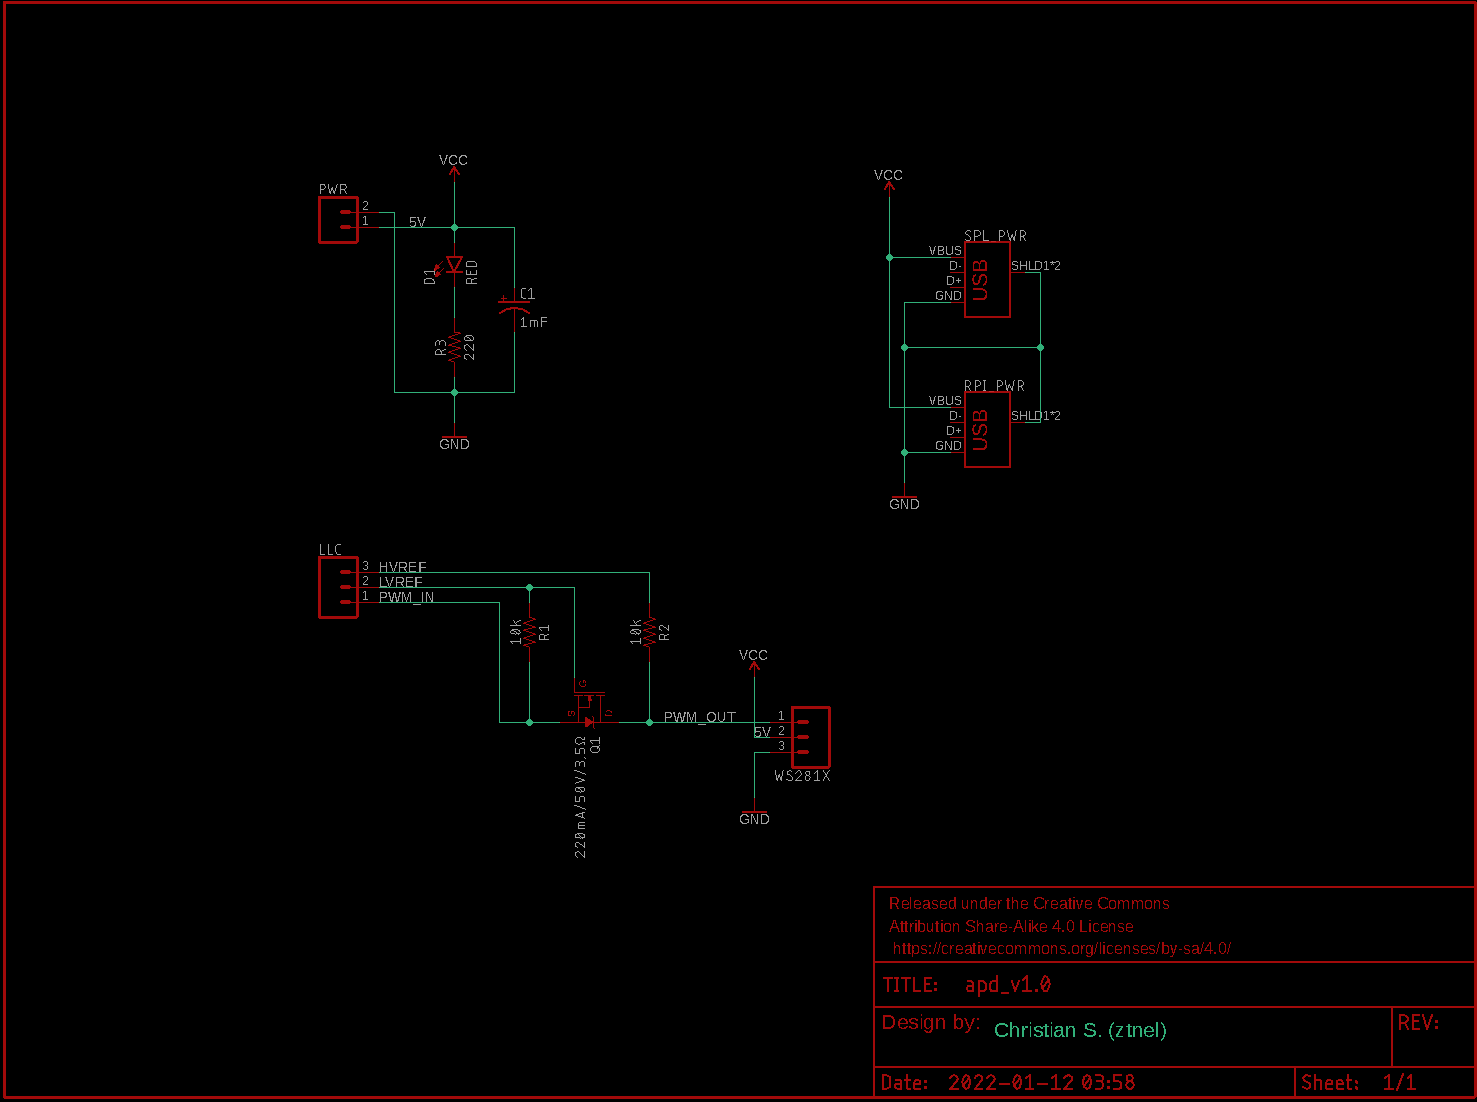 VCC
PWR
2
1
5V
D1
RED
C1
1mF
R3
220
GND
VCC
SPL_PWR
VBUS
D-
D+
GND
USB
SHLD1*2
RPI_PWR
VBUS
D-
D+
GND
USB
SHLD1*2
GND
LLC
3 HVREF
2 LVREF
1 PWM_IN
10k
R1
10k
R2
G
S
D
Q1
220mA/50V/3.5Ω
PWM_OUT
VCC
1
5V 2
3
WS281X
GND
Released under the Creative Commons
Attribution Share-Alike 4.0 License
https://creativecommons.org/licenses/by-sa/4.0/
TITLE: apd_v1.0
Design by: Christian S. (ztnel)
REV:
Date: 2022-01-12 03:58
Sheet: 1/1